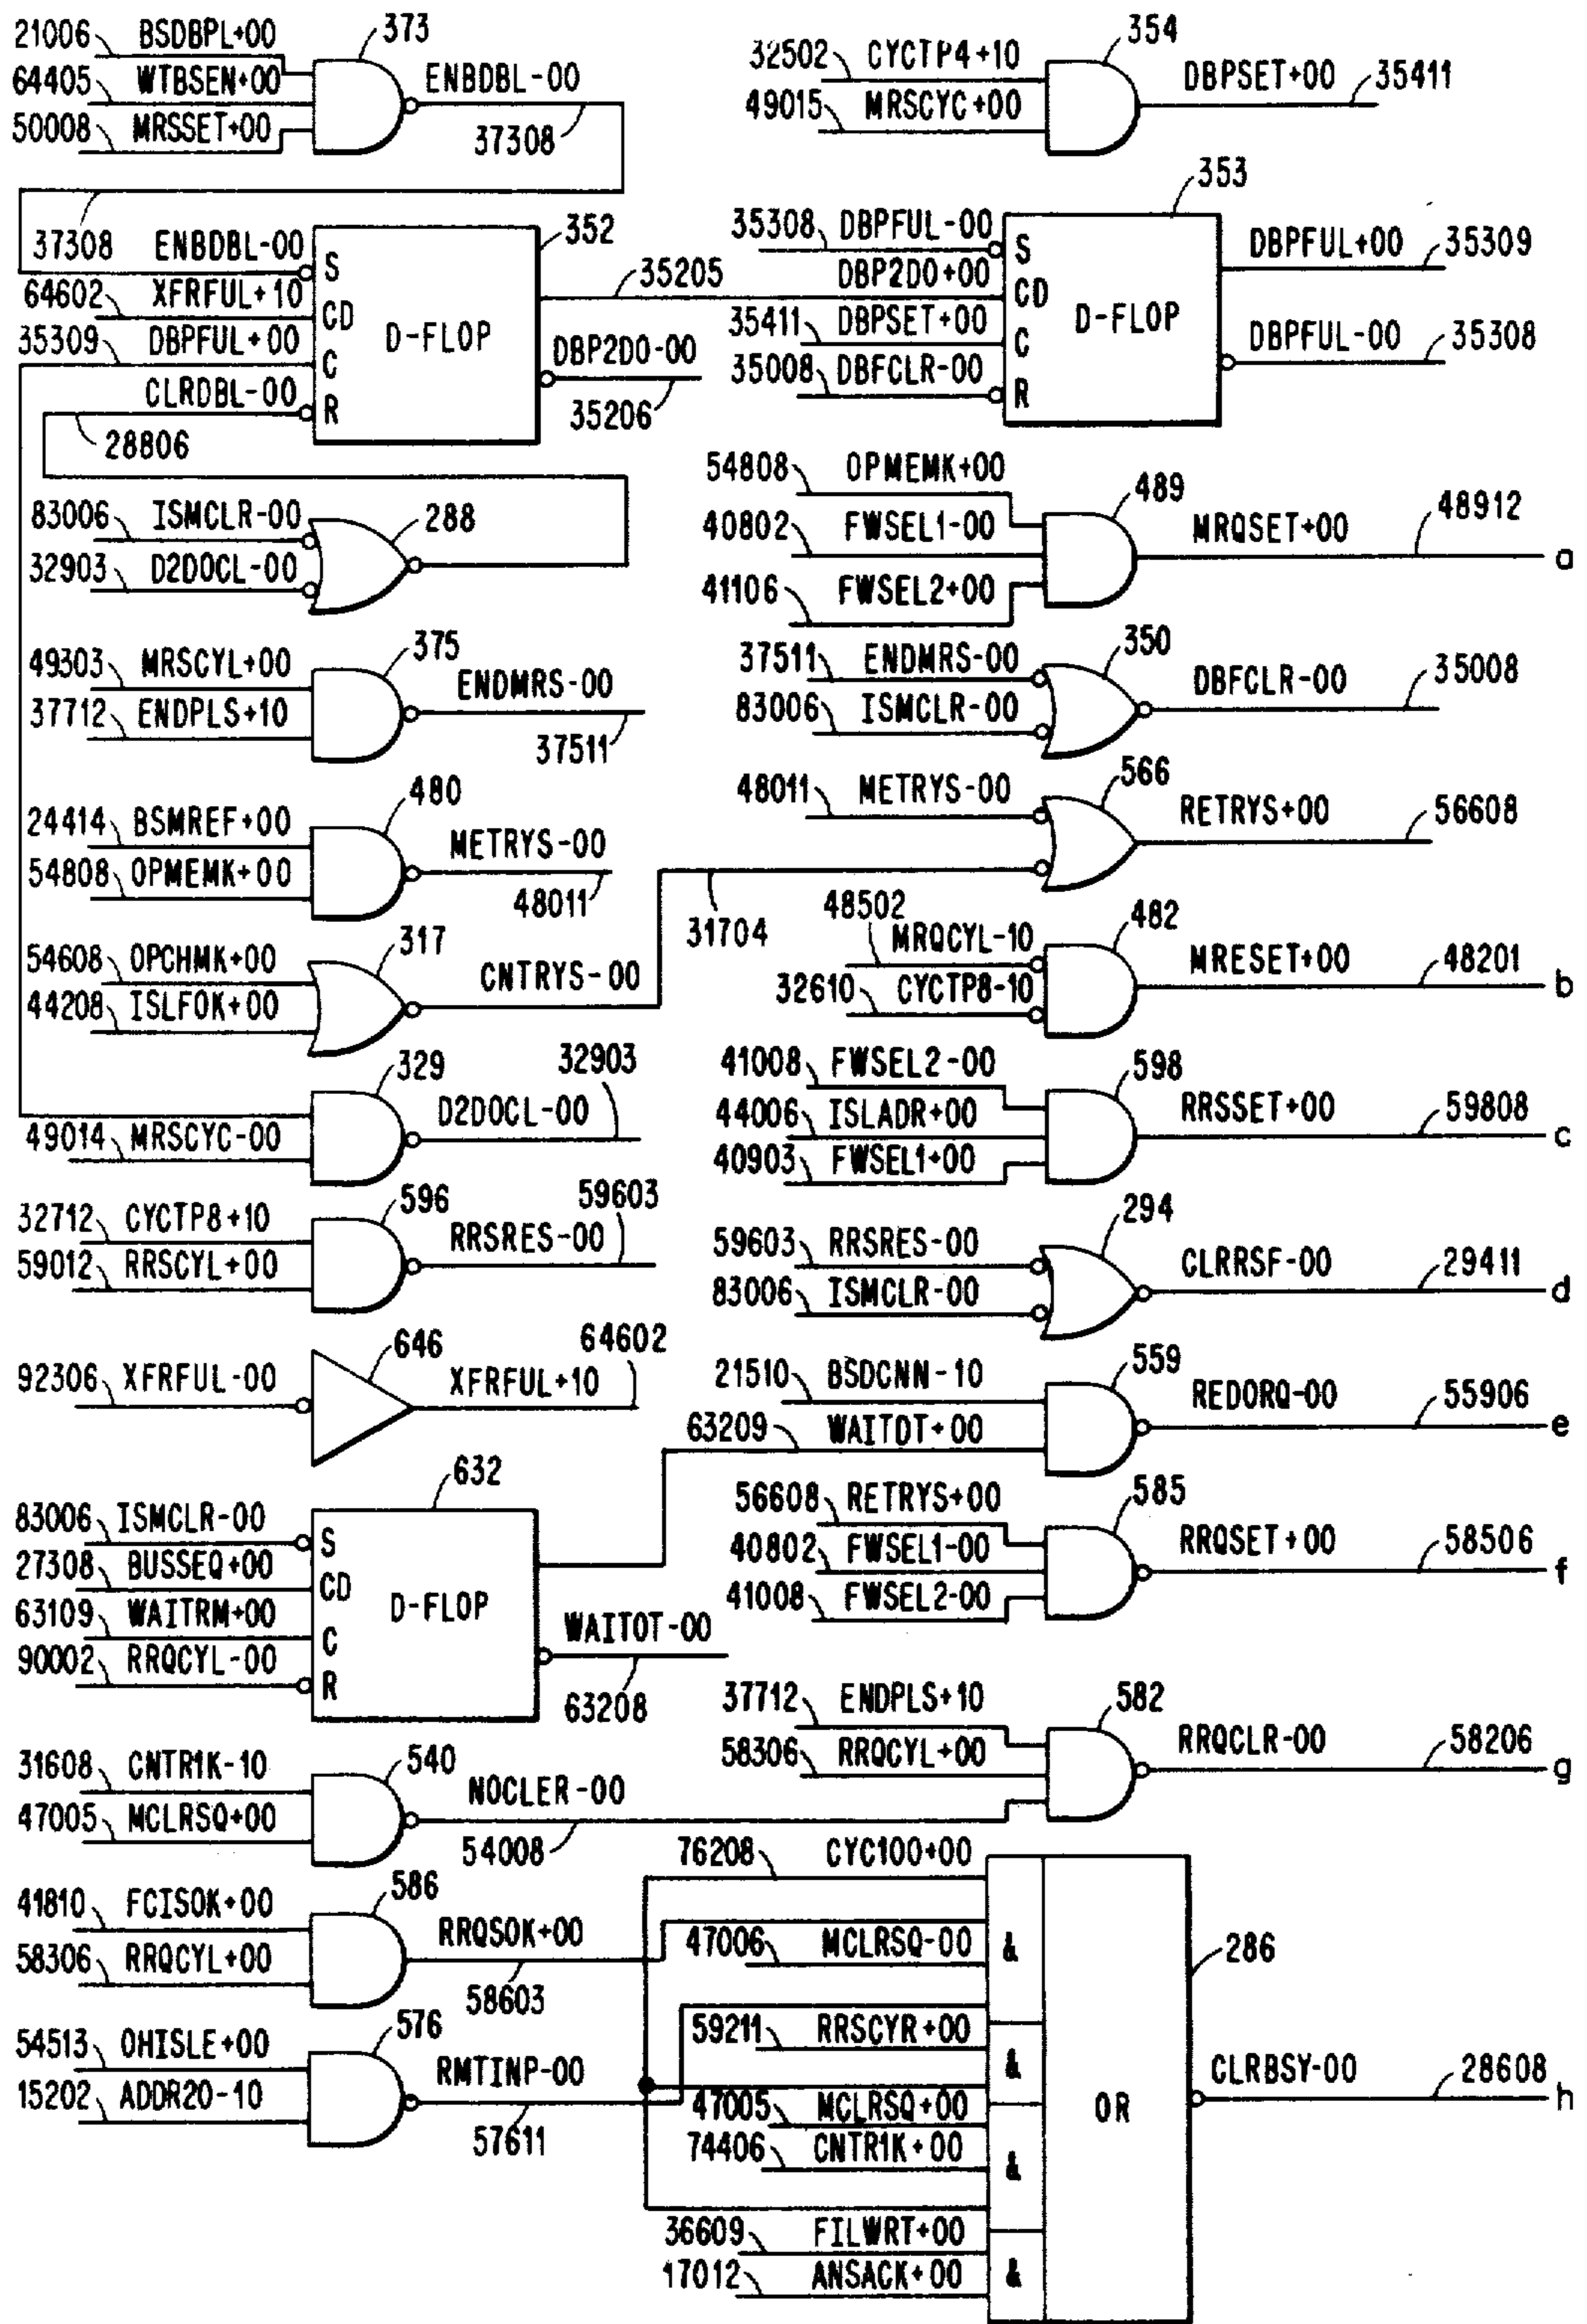 21006 BSDBPL+00
64405 WTBSEN+00
50008 MRSSET+00
373
ENBDBL-00
37308
32502 CYCTP4+10
49015 MRSCYC+00
354
DBPSET+00
35411
37308 ENBDBL-00
64602 XFRFUL+10
35309 DBPFUL+00
CLRDBL-00
28806
S
CD
C
R
D-FLOP
352
35205
DBP2D0-00
35206
35308 DBPFUL-00
DBP2D0+00
35411 DBPSET+00
35008 DBFCLR-00
S
CD
C
R
D-FLOP
353
DBPFUL+00 35309
DBPFUL-00 35308
83006 ISMCLR-00
32903 D2DOCL-00
288
54808 OPMEMK+00
40802 FWSEL1-00
41106 FWSEL2+00
489
MRQSET+00 48912 a
49303 MRSCYL+00
37712 ENDPLS+10
375
ENDMRS-00
37511
37511 ENDMRS-00
83006 ISMCLR-00
350
DBFCLR-00 35008
24414 BSMREF+00
54808 OPMEMK+00
480
METRYS-00
48011
48011 METRYS-00
566
RETRYS+00 56608
54608 OPCHMK+00
44208 ISLFOK+00
317
CNTRYS-00
31704
48502
MRQCYL-10
32610 CYCTP8-10
482
MRESET+00 48201 b
49014 MRSCYC-00
329
D2DOCL-00
32903
41008 FWSEL2-00
44006 ISLADR+00
40903 FWSEL1+00
598
RRSSET+00 59808 c
32712 CYCTP8+10
59012 RRSCYL+00
596
RRSRES-00
59603
59603 RRSRES-00
83006 ISMCLR-00
294
CLRRSF-00 29411 d
92306 XFRFUL-00
646
XFRFUL+10
64602
21510 BSDCNN-10
63209 WAITOT+00
559
REDORQ-00 55906 e
83006 ISMCLR-00
27308 BUSSEQ+00
63109 WAITRM+00
90002 RRQCYL-00
S
CD
C
R
D-FLOP
632
WAITOT-00
63208
56608 RETRYS+00
40802 FWSEL1-00
41008 FWSEL2-00
585
RRQSET+00 58506 f
31608 CNTR1K-10
47005 MCLRSQ+00
540
NOCLER-00
54008
37712 ENDPLS+10
58306 RRQCYL+00
582
RRQCLR-00 58206 g
41810 FCISOK+00
58306 RRQCYL+00
586
RRQSOK+00
58603
54513 OHISLE+00
15202 ADDR20-10
576
RMTINP-00
57611
76208 CYC100+00
47006 MCLRSQ-00
59211 RRSCYR+00
47005 MCLRSQ+00
74406 CNTR1K+00
36609 FILWRT+00
17012 ANSACK+00
&
&
&
&
OR
286
CLRBSY-00 28608 h